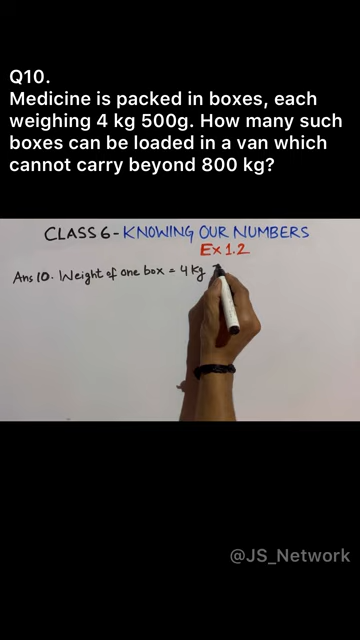 Q10.
Medicine is packed in boxes, each
weighing 4 kg 500g. How many such
boxes can be loaded in a van which
cannot carry beyond 800 kg?
CLASS 6 - KNOWING OUR NUMBERS
Ex 1.2
Ans 10. Weight of one box = 4 kg
@JS_Network